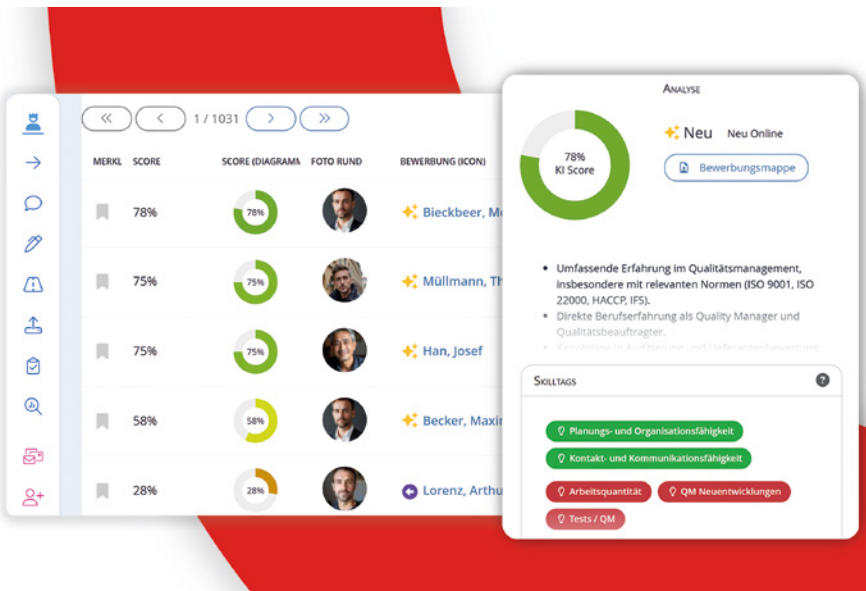 1 / 1031
MERKL SCORE SCORE (DIAGRAMM FOTO RUND BEWERBUNG (ICON)
78% 78% Bieckbeer, M
75% 75% Müllmann, Th
75% 75% Han, Josef
58% 58% Becker, Maxi
28% 28% Lorenz, Arthu
ANALYSE
78%
KI Score
Neu Neu Online
Bewerbungsmappe
• Umfassende Erfahrung im Qualitätsmanagement,
insbesondere mit relevanten Normen (ISO 9001, ISO
22000, HACCP, IFS).
• Direkte Berufserfahrung als Quality Manager und
Qualitätsbeauftragter.
SKILLTAGS
?
Planungs- und Organisationsfähigkeit
Kontakt- und Kommunikationsfähigkeit
Arbeitsquantität QM Neuentwicklungen
Tests / QM